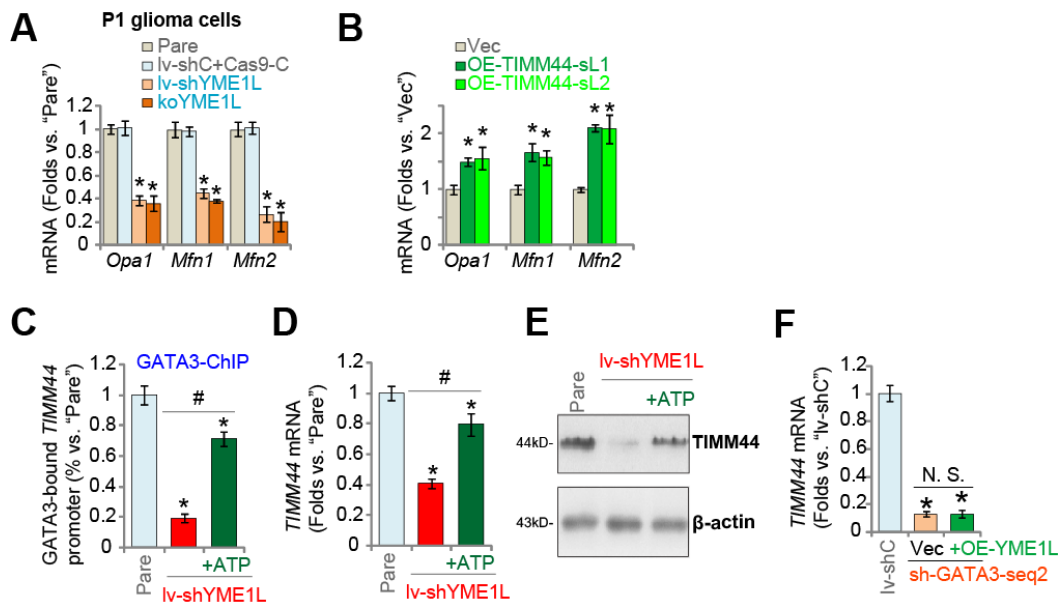 A
P1 glioma cells
Pare
lv-shC+Cas9-C
lv-shYME1L
koYME1L
mRNA (Folds vs. “Pare”)
1.2
1
0.8
0.6
0.4
0.2
0
* * * * * *
Opa1 Mfn1 Mfn2
B
Vec
OE-TIMM44-sL1
OE-TIMM44-sL2
mRNA (Folds vs. “Vec”)
2
1
0
* * * * * *
Opa1 Mfn1 Mfn2
C
GATA3-ChIP
GATA3-bound TIMM44
promoter (% vs. “Pare”)
1.2
1
0.8
0.6
0.4
0.2
0
#
*
*
Pare
+ATP
lv-shYME1L
D
TIMM44 mRNA
(Folds vs. “Pare”)
1.2
1
0.8
0.6
0.4
0.2
0
#
*
*
Pare
+ATP
lv-shYME1L
E
lv-shYME1L
Pare
+ATP
44kD-
TIMM44
43kD-
β-actin
F
TIMM44 mRNA
(Folds vs. “lv-shC”)
1.2
1
0.8
0.6
0.4
0.2
0
N. S.
* *
lv-shC
Vec +OE-YME1L
sh-GATA3-seq2